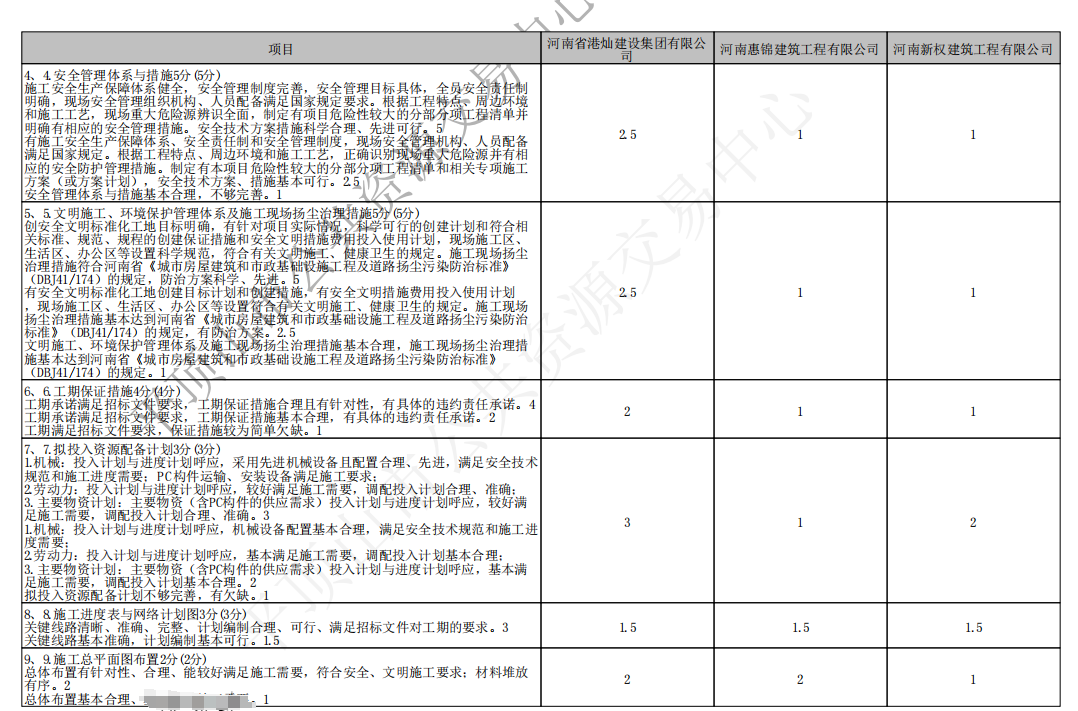 项目
河南省港灿建设集团有限公
司
河南惠锦建筑工程有限公司
河南新权建筑工程有限公司
4、4.安全管理体系与措施5分(5分)
施工安全生产保障体系健全，安全管理制度完善，安全管理目标具体，全员安全责任制
明确，现场安全管理组织机构、人员配备满足国家规定要求。根据工程特点、周边环境
和施工工艺，现场重大危险源辨识全面，制定有项目危险性较大的分部分项工程清单并
明确有相应的安全管理措施。安全技术方案措施科学合理、先进可行。5
有施工安全生产保障体系、安全责任制和安全管理制度，现场安全管理机构、人员配备
满足国家规定。根据工程特点、周边环境和施工工艺，正确识别现场重大危险源并有相
应的安全防护管理措施。制定有本项目危险性较大的分部分项工程清单和相关专项施工
方案（或方案计划），安全技术方案、措施基本可行。2.5
安全管理体系与措施基本合理，不够完善。1
2.5
1
1
5、5.文明施工、环境保护管理体系及施工现场扬尘治理措施5分(5分)
创安全文明标准化工地目标明确，有针对项目实际情况，科学可行的创建计划和符合相
关标准、规范、规程的创建保证措施和安全文明措施费用投入使用计划，现场施工区、
生活区、办公区等设置科学规范，符合有关文明施工、健康卫生的规定。施工现场扬尘
治理措施符合河南省《城市房屋建筑和市政基础设施工程及道路扬尘污染防治标准》
（DBJ41/174）的规定，防治方案科学、先进。5
有安全文明标准化工地创建目标计划和创建措施，有安全文明措施费用投入使用计划
，现场施工区、生活区、办公区等设置符合有关文明施工、健康卫生的规定。施工现场
扬尘治理措施基本达到河南省《城市房屋建筑和市政基础设施工程及道路扬尘污染防治
标准》（DBJ41/174）的规定，有防治方案。2.5
文明施工、环境保护管理体系及施工现场扬尘治理措施基本合理，施工现场扬尘治理措
施基本达到河南省《城市房屋建筑和市政基础设施工程及道路扬尘污染防治标准》
（DBJ41/174）的规定。1
2.5
1
1
6、6.工期保证措施4分(4分)
工期承诺满足招标文件要求，工期保证措施合理且有针对性，有具体的违约责任承诺。4
工期承诺满足招标文件要求，工期保证措施基本合理，有具体的违约责任承诺。2
工期满足招标文件要求，保证措施较为简单欠缺。1
2
1
1
7、7.拟投入资源配备计划3分(3分)
1.机械：投入计划与进度计划呼应，采用先进机械设备且配置合理、先进，满足安全技术
规范和施工进度需要；PC构件运输、安装设备满足施工要求；
2.劳动力：投入计划与进度计划呼应，较好满足施工需要，调配投入计划合理、准确；
3.主要物资计划：主要物资（含PC构件的供应需求）投入计划与进度计划呼应，较好满
足施工需要，调配投入计划合理、准确。3
1.机械：投入计划与进度计划呼应，机械设备配置基本合理，满足安全技术规范和施工进
度需要；
2.劳动力：投入计划与进度计划呼应，基本满足施工需要，调配投入计划基本合理；
3.主要物资计划：主要物资（含PC构件的供应需求）投入计划与进度计划呼应，基本满
足施工需要，调配投入计划基本合理。2
拟投入资源配备计划不够完善，有欠缺。1
3
1
2
8、8.施工进度表与网络计划图3分(3分)
关键线路清晰、准确、完整、计划编制合理、可行、满足招标文件对工期的要求。3
关键线路基本准确，计划编制基本可行。1.5
1.5
1.5
1.5
9、9.施工总平面图布置2分(2分)
总体布置有针对性、合理、能较好满足施工需要，符合安全、文明施工要求；材料堆放
有序。2
总体布置基本合理、 1
2
2
1
平顶山市公共资源交易中心
平顶山市公共资源交易中心